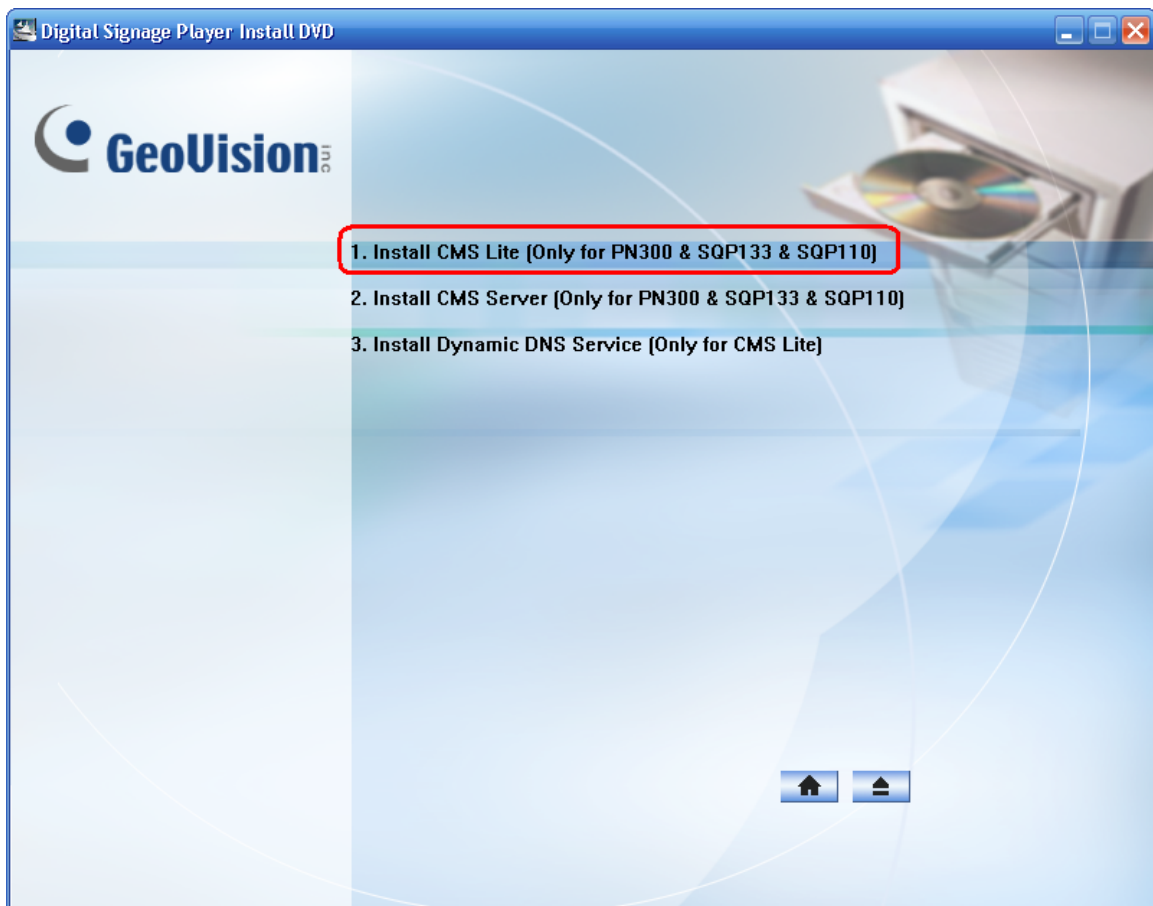 Digital Signage Player Install DVD
GeoVision inc
1. Install CMS Lite (Only for PN300 & SQP133 & SQP110)
2. Install CMS Server (Only for PN300 & SQP133 & SQP110)
3. Install Dynamic DNS Service (Only for CMS Lite)